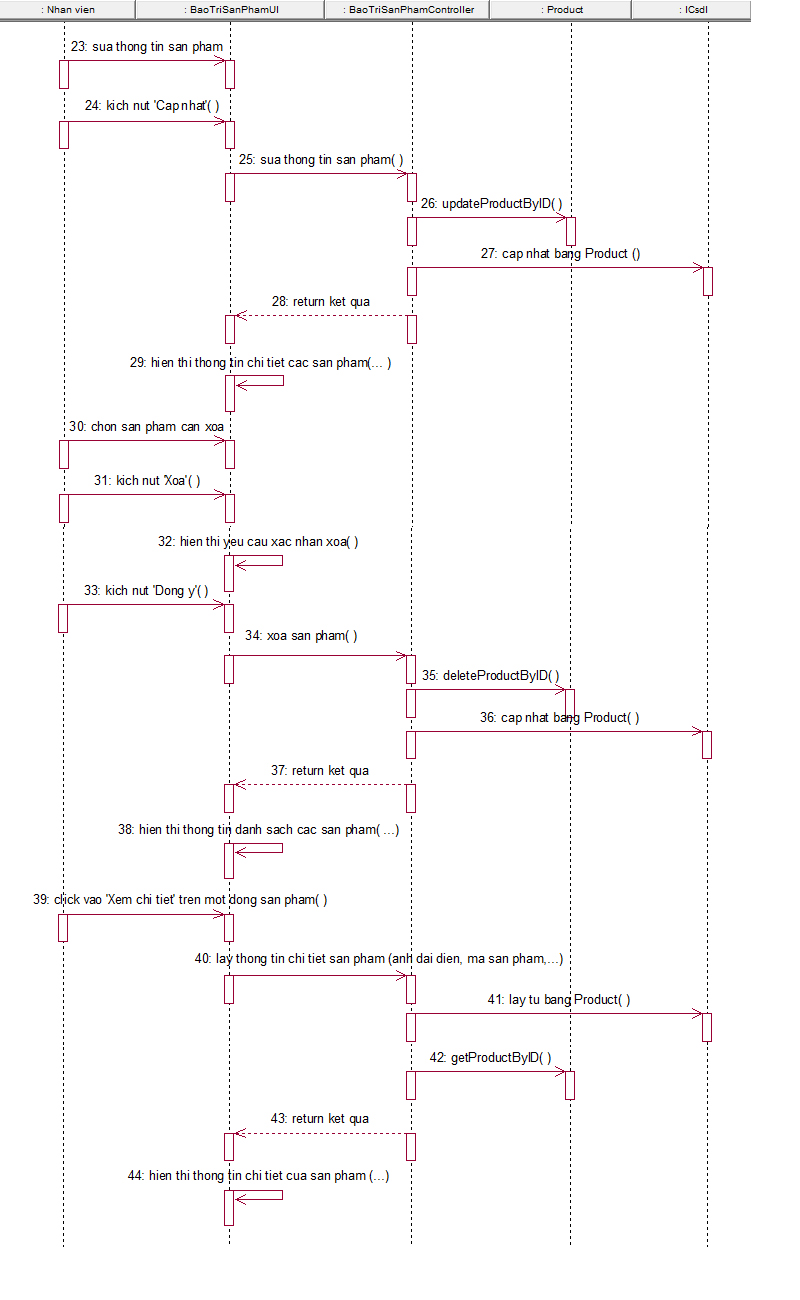 : Nhan vien
: BaoTriSanPhamUI
: BaoTriSanPhamController
: Product
: ICsdl
23: sua thong tin san pham
24: kich nut 'Cap nhat'( )
25: sua thong tin san pham( )
26: updateProductByID( )
27: cap nhat bang Product ()
28: return ket qua
29: hien thi thong tin chi tiet cac san pham(... )
30: chon san pham can xoa
31: kich nut 'Xoa'( )
32: hien thi yeu cau xac nhan xoa( )
33: kich nut 'Dong y'( )
34: xoa san pham( )
35: deleteProductByID( )
36: cap nhat bang Product( )
37: return ket qua
38: hien thi thong tin danh sach cac san pham( ...)
39: click vao 'Xem chi tiet' tren mot dong san pham( )
40: lay thong tin chi tiet san pham (anh dai dien, ma san pham,...)
41: lay tu bang Product( )
42: getProductByID( )
43: return ket qua
44: hien thi thong tin chi tiet cua san pham (...)